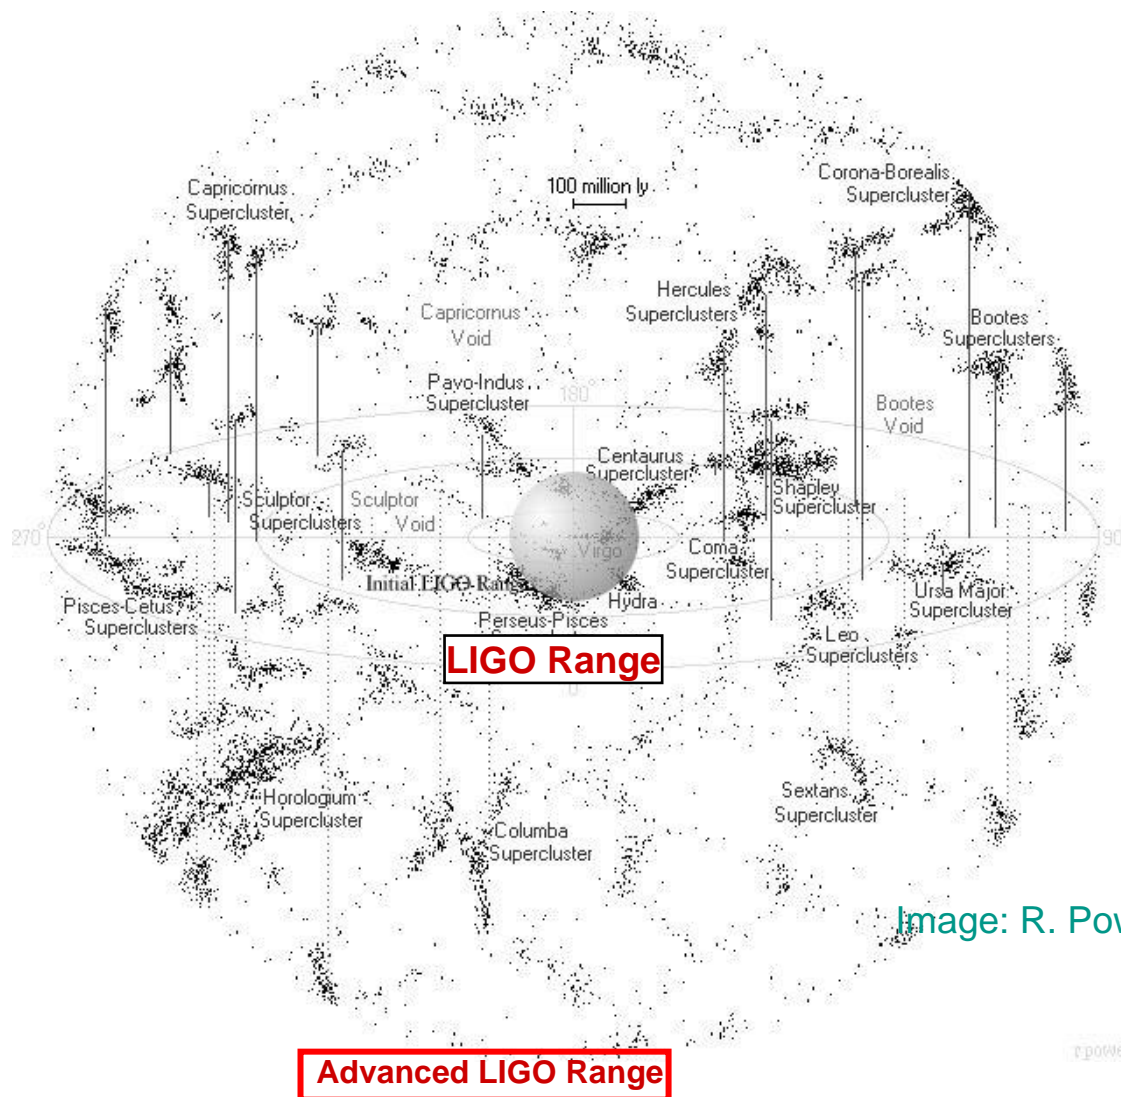 Capricornus
Supercluster
100 million ly
Corona-Borealis
Supercluster
Hercules
Superclusters
Capricornus
Void
Bootes
Superclusters
Pavo-Indus
Supercluster
180°
Bootes
Void
Centaurus
Supercluster
Sculptor
Superclusters
Sculptor
Void
Shapley
Supercluster
270°
Virgo
Coma
Supercluster
90
Initial LIGO Range
Pisces-Cetus
Superclusters
Hydra
Ursa Major
Supercluster
Perseus-Pisces
LIGO Range
Leo
Superclusters
0
Horologium
Supercluster
Columba
Supercluster
Sextans
Supercluster
Image: R. Pow
r.powe
Advanced LIGO Range